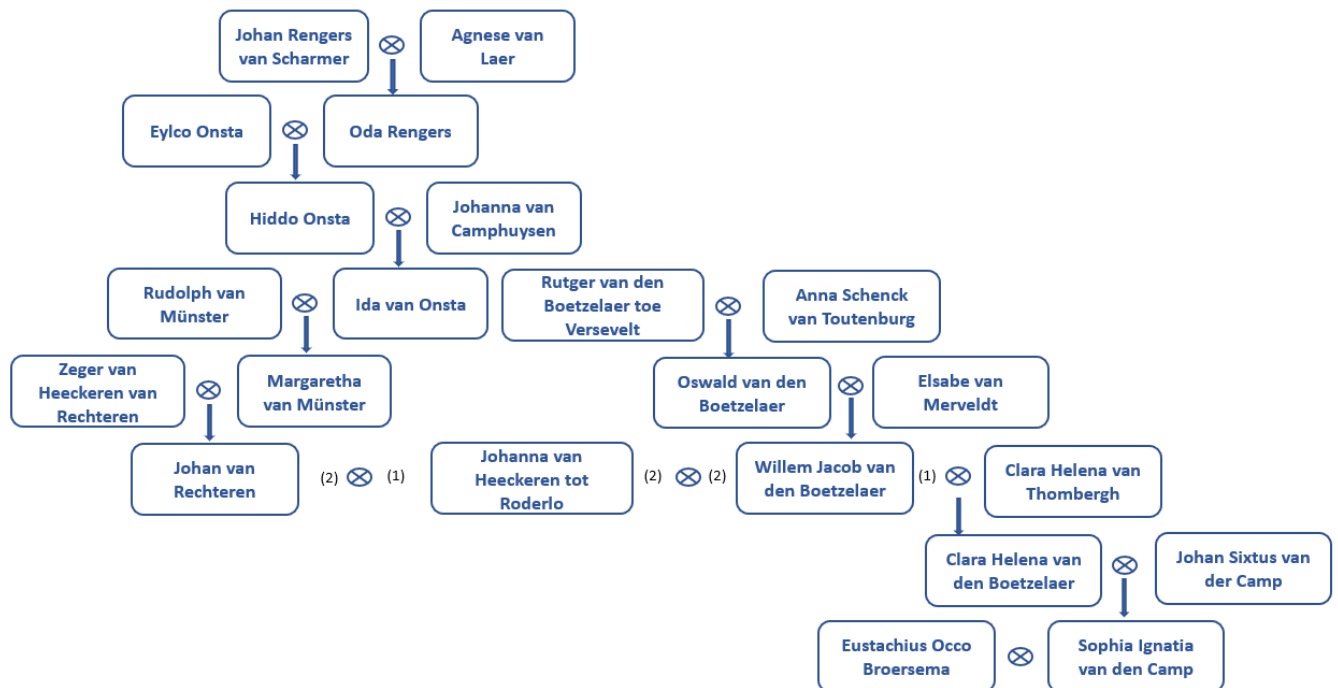 Johan Rengers
van Scharmer
Agnese van
Laer
Eylco Onsta
Oda Rengers
Hiddo Onsta
Johanna van
Camphuysen
Rudolph van
Münster
Ida van Onsta
Rutger van den
Boetzelaer toe
Versevelt
Anna Schenck
van Toutenburg
Zeger van
Heeckeren van
Rechteren
Margaretha
van Münster
Oswald van den
Boetzelaer
Elsabe van
Merveldt
Johan van
Rechteren
(2)
(1)
Johanna van
Heeckeren tot
Roderlo
(2)
(2)
Willem Jacob van
den Boetzelaer
(1)
Clara Helena van
Thombergh
Clara Helena van
den Boetzelaer
Johan Sixtus van
der Camp
Eustachius Occo
Broersema
Sophia Ignatia
van den Camp